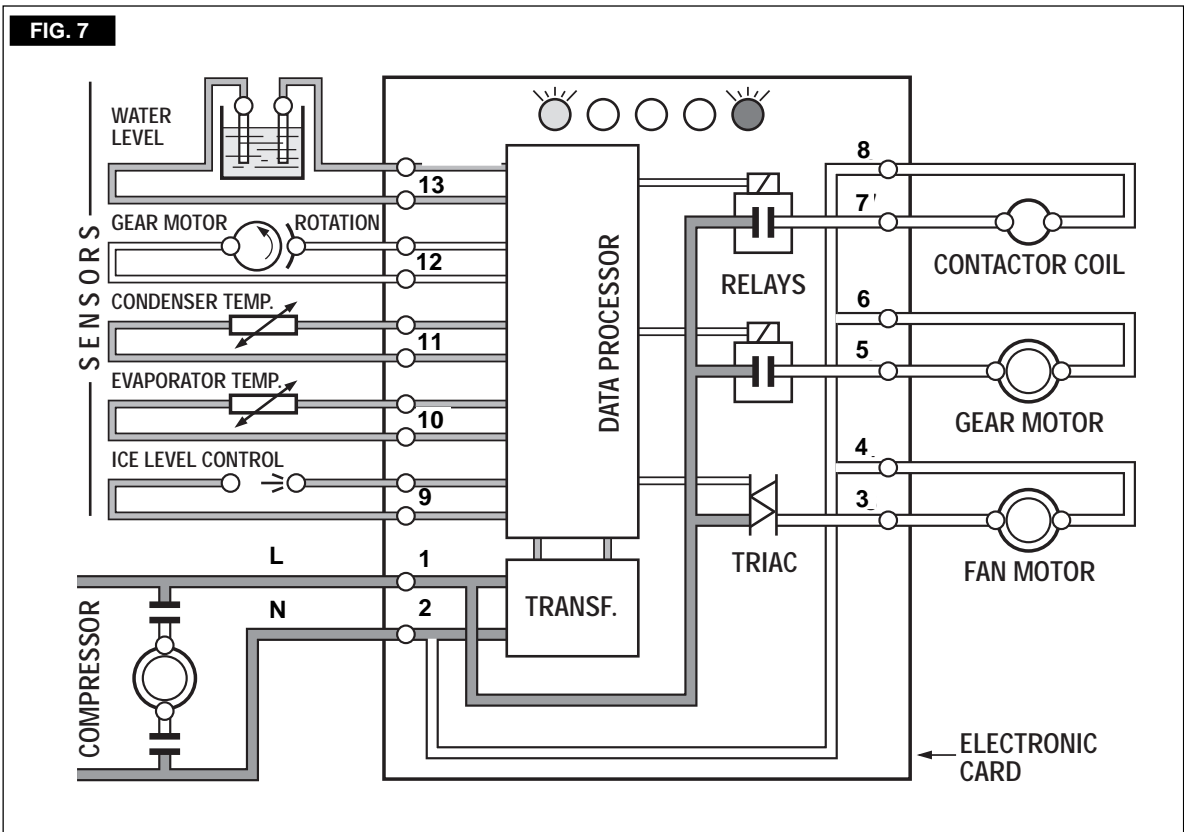 FIG. 7
WATER
LEVEL
13
GEAR MOTOR
ROTATION
12
CONDENSER TEMP.
11
EVAPORATOR TEMP.
10
ICE LEVEL CONTROL
9
SENSORS
L
1
N
2
COMPRESSOR
DATA PROCESSOR
TRANSF.
RELAYS
TRIAC
8
7
CONTACTOR COIL
6
5
GEAR MOTOR
4
3
FAN MOTOR
ELECTRONIC
CARD